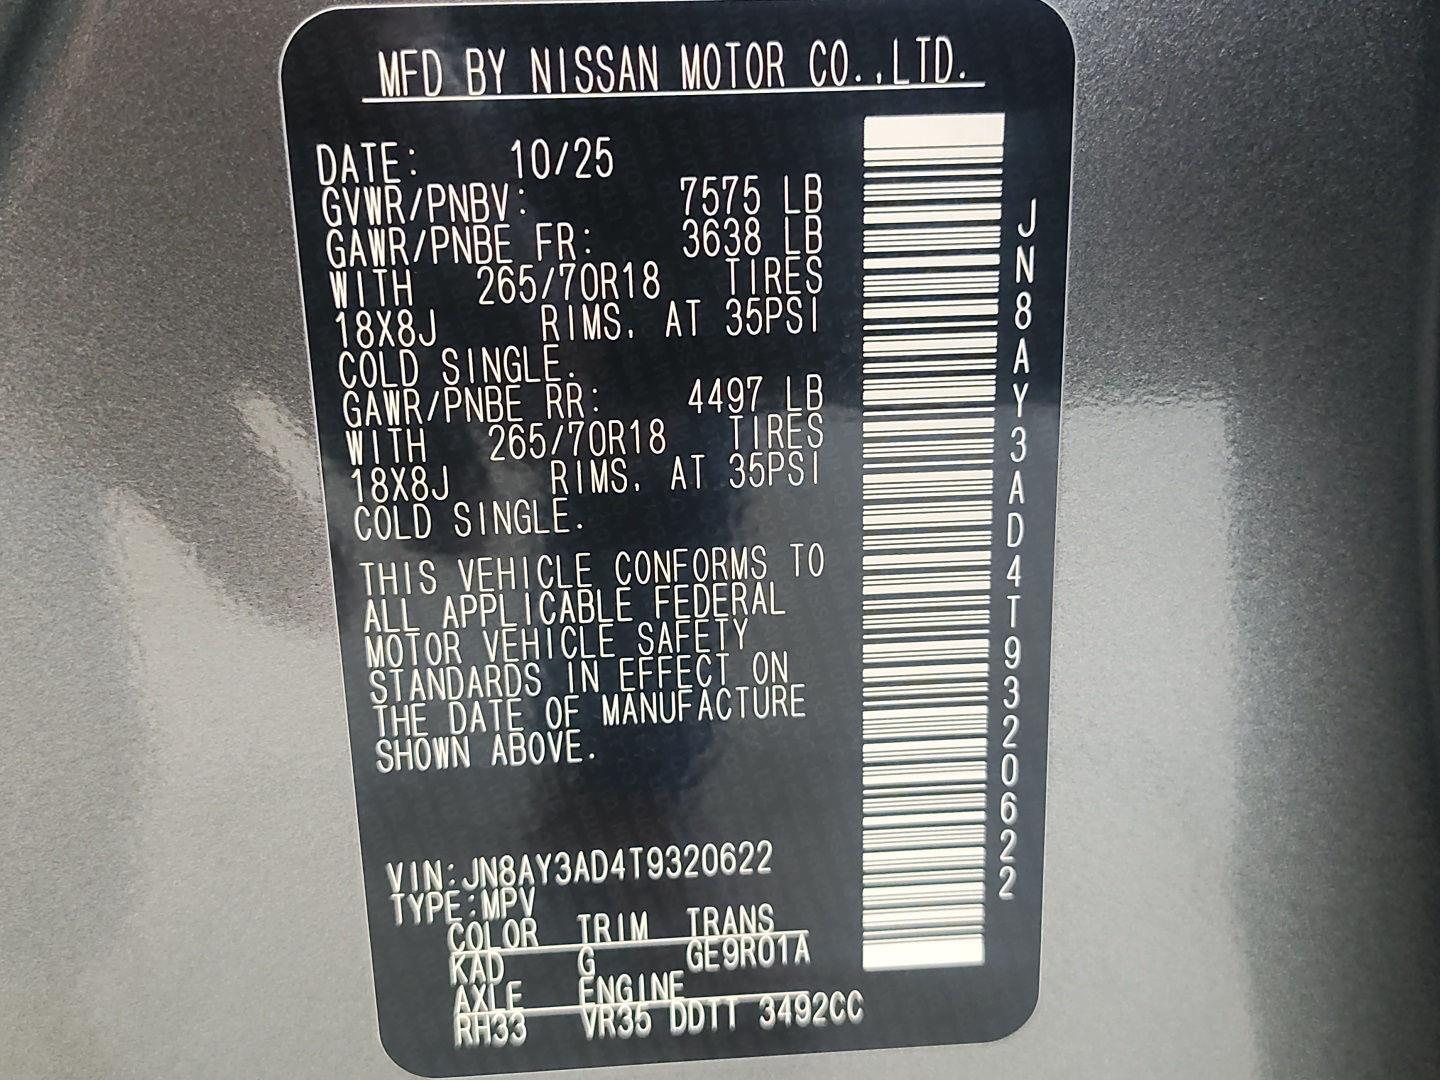 MFD BY NISSAN MOTOR CO.,LTD.
DATE: 10/25
GVWR/PNBV: 7575 LB
GAWR/PNBE FR: 3638 LB
WITH 265/70R18 TIRES
18X8J RIMS, AT 35PSI
COLD SINGLE.
GAWR/PNBE RR: 4497 LB
WITH 265/70R18 TIRES
18X8J RIMS, AT 35PSI
COLD SINGLE.
THIS VEHICLE CONFORMS TO
ALL APPLICABLE FEDERAL
MOTOR VEHICLE SAFETY
STANDARDS IN EFFECT ON
THE DATE OF MANUFACTURE
SHOWN ABOVE.
VIN:JN8AY3AD4T9320622
TYPE:MPV
COLOR TRIM TRANS
KAD G GE9R01A
AXLE ENGINE
RH33 VR35 DDTT 3492CC
JN8AY3AD4T9320622